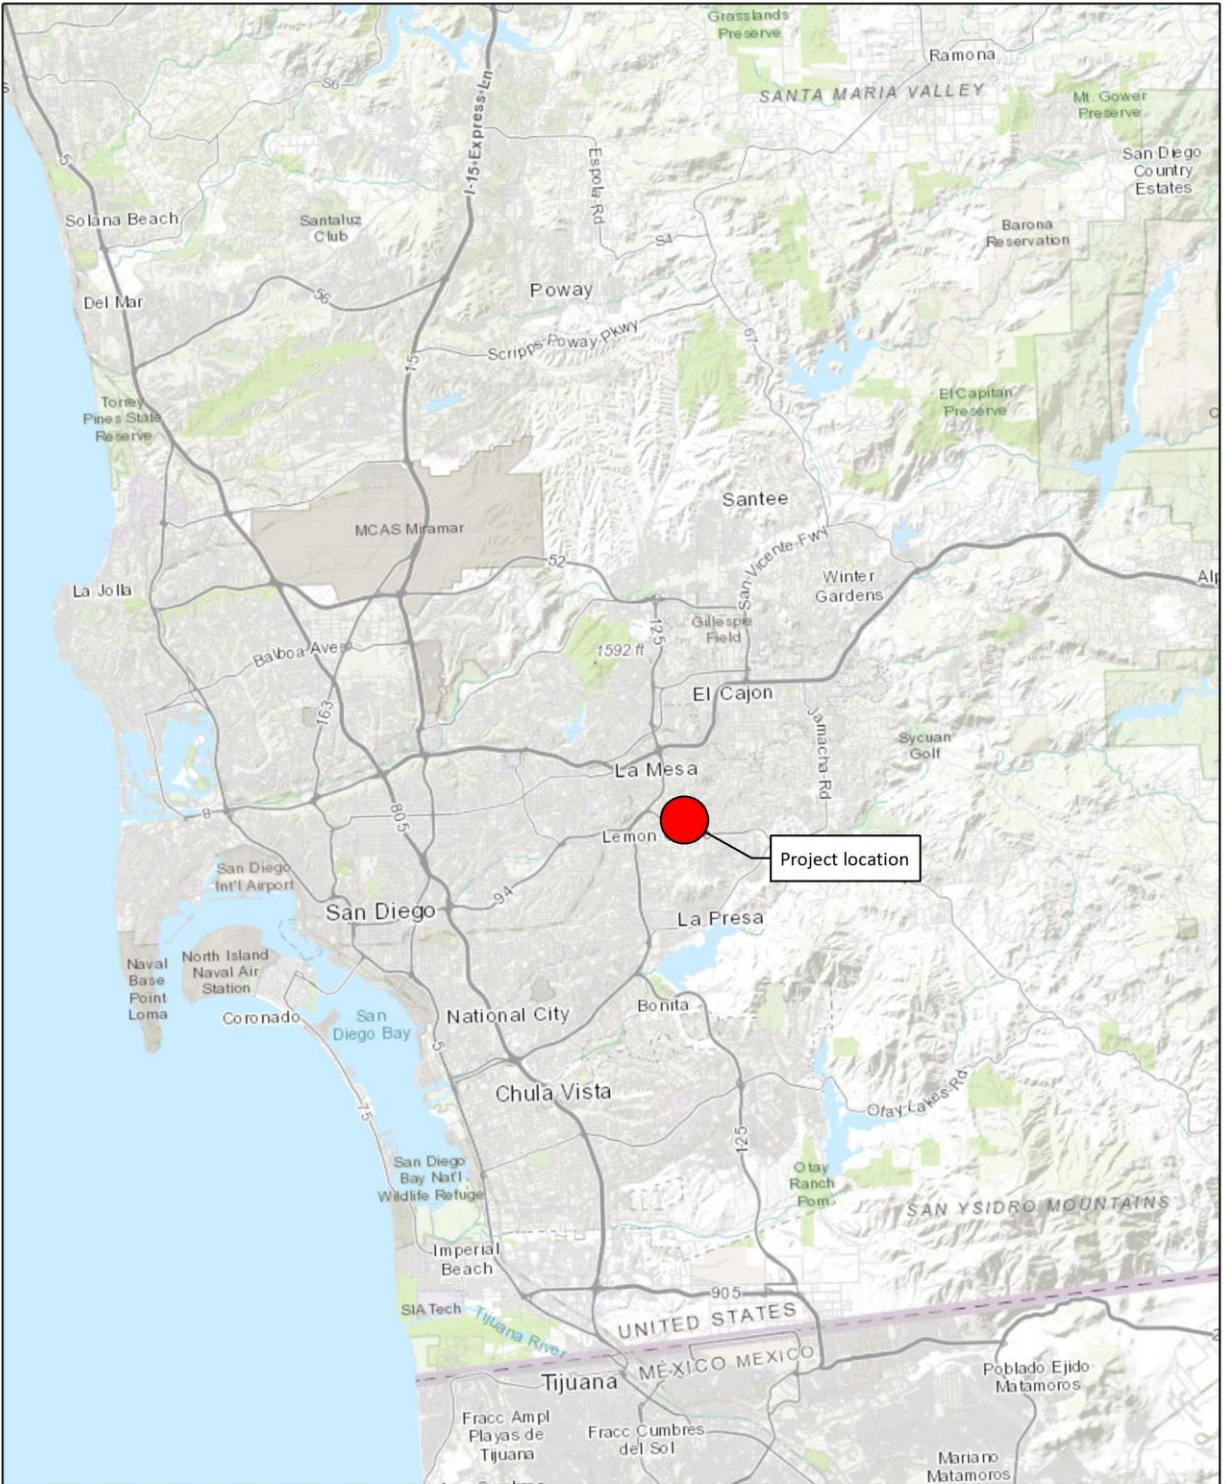 Grasslands
Preserve
Ramona
S6
SANTA MARIA VALLEY
Mt. Gower
Preserve
I-15-Express-Ln
5
Espola Rd
San Diego
Country
Estates
Solana Beach
Santaluz
Club
S4
Barona
Reservation
Del Mar
56
Poway
Scripps-Poway-Pkwy
67
15
Torrey
Pines State
Reserve
El Capitan
Preserve
Santee
MCAS Miramar
San-Vicente-Fwy
52
La Jolla
Winter
Gardens
Alp
125
Gillespie
Field
Balboa-Ave
1592 ft
El Cajon
163
Jamacha Rd
Sycuan
Golf
La Mesa
8
805
Lemon
Project location
San Diego
Int'l Airport
94
San Diego
La Presa
Naval
Base
Point
Loma
North Island
Naval Air
Station
Coronado
San
Diego Bay
National City
Bonita
5
Chula Vista
75
Otay Lakes-Rd
125
San Diego
Bay Nat'l
Wildlife Refuge
Otay
Ranch
Pom
SAN YSIDRO MOUNTAINS
Imperial
Beach
905
SIATech
Tijuana River
UNITED STATES
MÉXICO MEXICO
2
Tijuana
Poblado Ejido
Matamoros
Fracc Ampl
Playas de
Tijuana
Fracc Cumbres
del Sol
Mariano
Matamoros